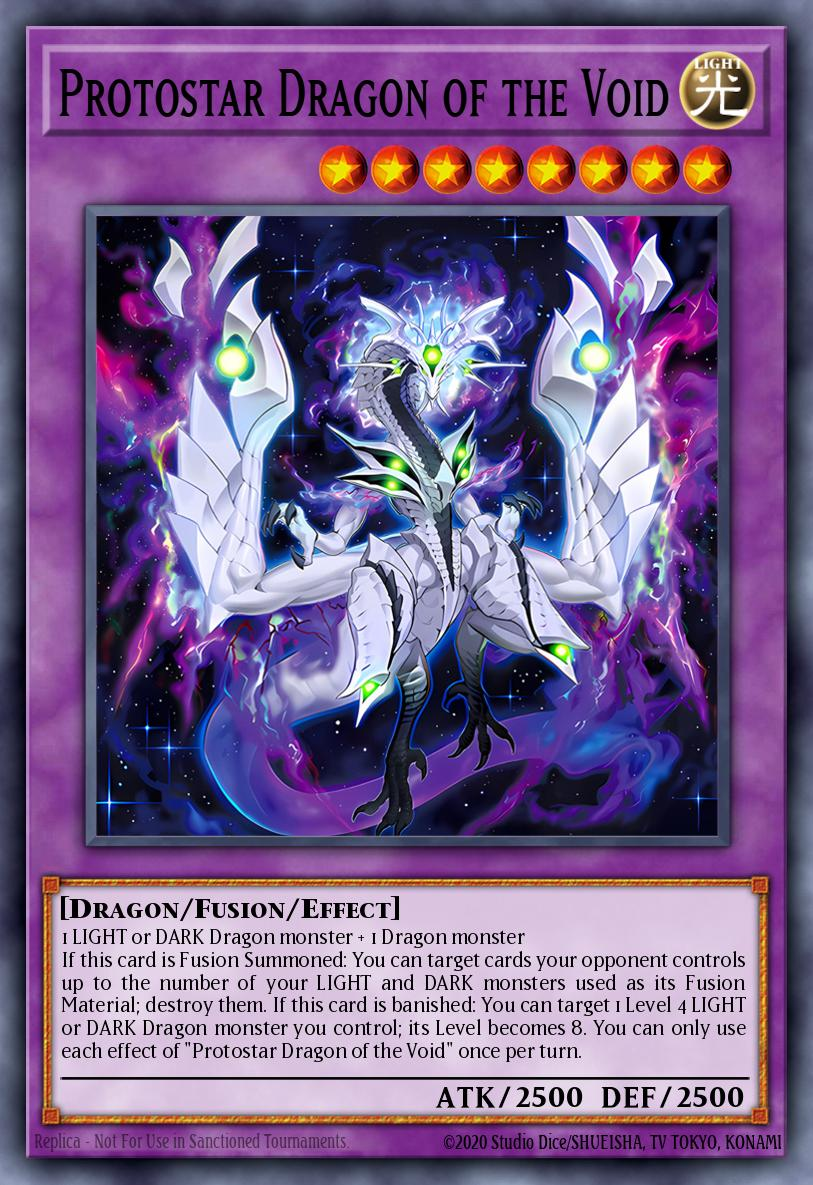 Protostar Dragon of the Void
LIGHT
光
[Dragon/Fusion/Effect]
1 LIGHT or DARK Dragon monster + 1 Dragon monster
If this card is Fusion Summoned: You can target cards your opponent controls
up to the number of your LIGHT and DARK monsters used as its Fusion
Material; destroy them. If this card is banished: You can target 1 Level 4 LIGHT
or DARK Dragon monster you control; its Level becomes 8. You can only use
each effect of "Protostar Dragon of the Void" once per turn.
ATK/2500 DEF/2500
Replica - Not For Use in Sanctioned Tournaments.
©2020 Studio Dice/SHUEISHA, TV TOKYO, KONAMI